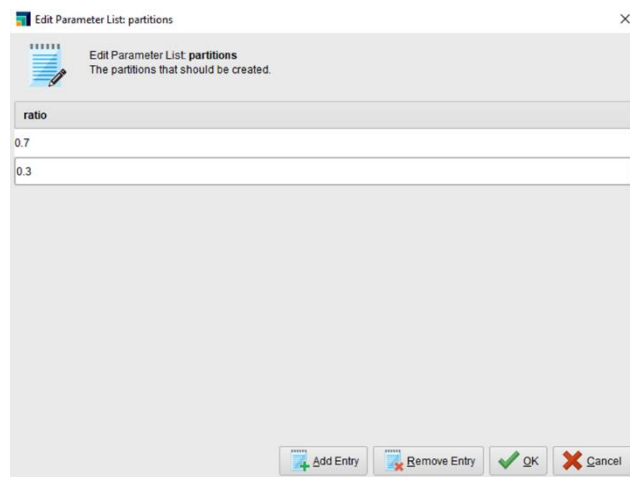 Edit Parameter List: partitions
Edit Parameter List: partitions
The partitions that should be created.
ratio
0.7
0.3
Add Entry
Remove Entry
OK
Cancel